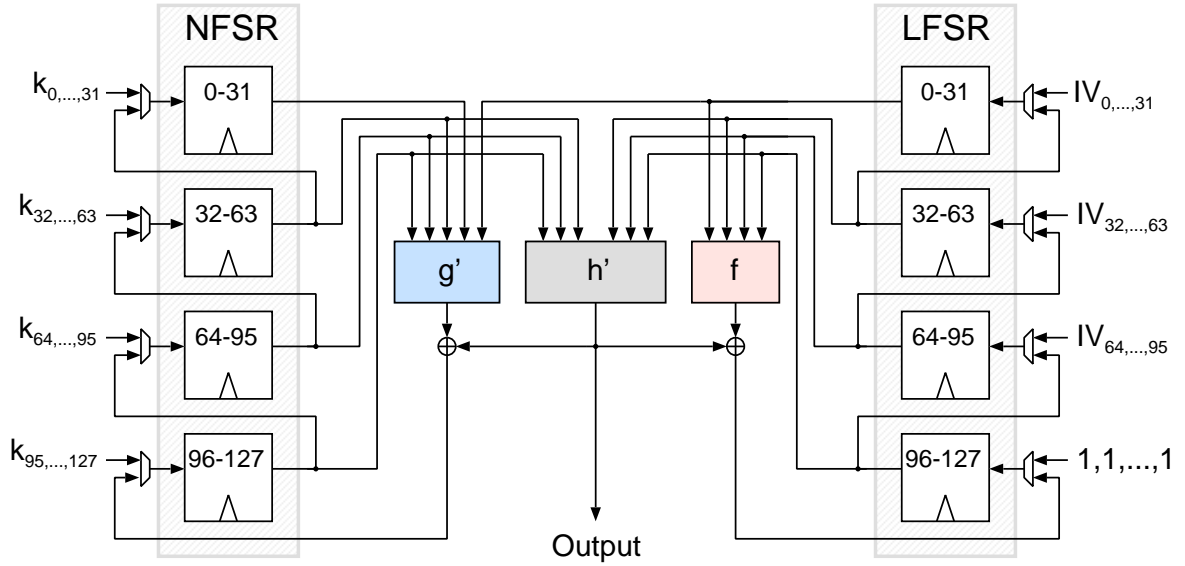 NFSR LFSR
k0,...,31 0-31 0-31 IV0,...,31
k32,...,63 32-63 32-63 IV32,...,63
g’ h’ f
k64,...,95 64-95 64-95 IV64,...,95
k95,...,127 96-127 96-127 1,1,...,1
Output